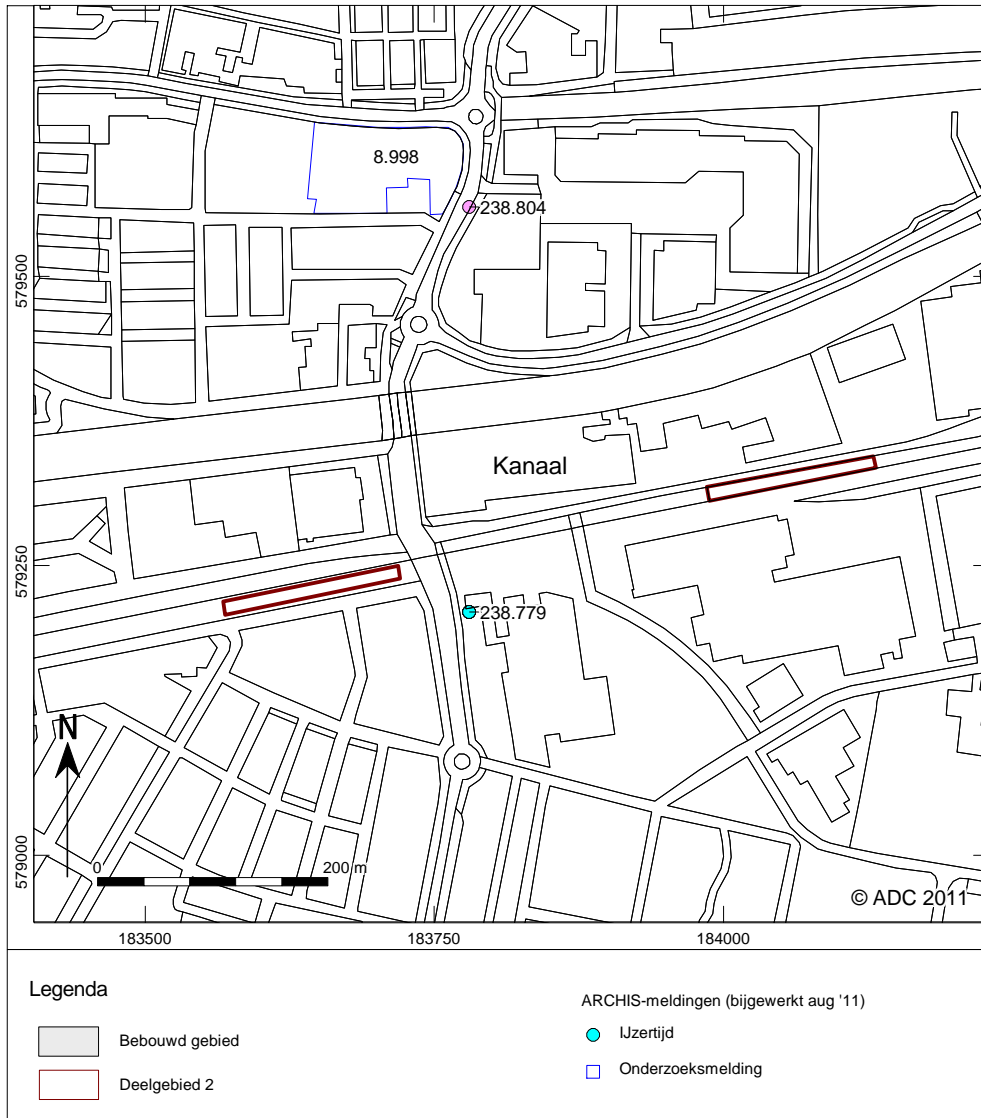 8.998
238.804
579500
Kanaal
579250
238.779
N
579000
0 200 m
© ADC 2011
183500 183750 184000
Legenda
Bebouwd gebied
Deelgebied 2
ARCHIS-meldingen (bijgewerkt aug '11)
IJzertijd
Onderzoeksmelding